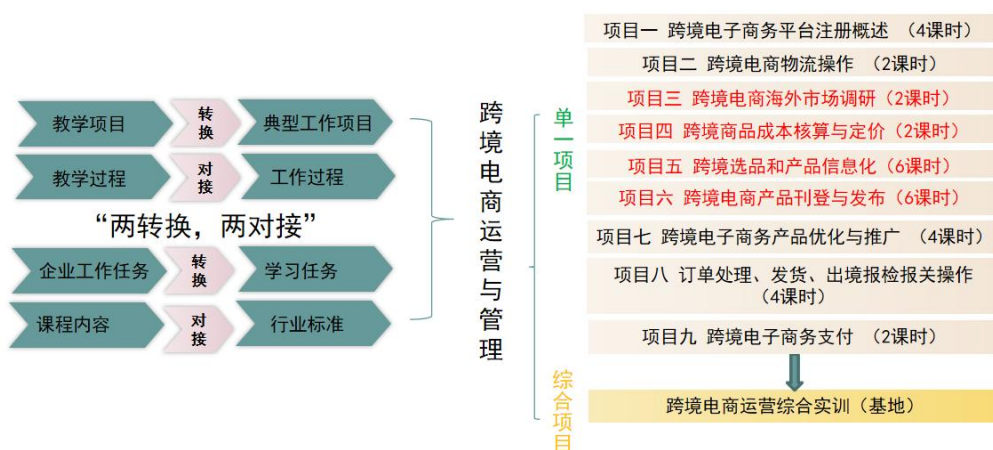 教学项目
转换
典型工作项目
教学过程
对接
工作过程
“两转换，两对接”
企业工作任务
转换
学习任务
课程内容
对接
行业标准
跨境电商运营与管理
单一项目
综合项目
项目一 跨境电子商务平台注册概述 （4课时）
项目二 跨境电商物流操作 （2课时）
项目三 跨境电商海外市场调研（2课时）
项目四 跨境商品成本核算与定价（2课时）
项目五 跨境选品和产品信息化（6课时）
项目六 跨境电商产品刊登与发布（6课时）
项目七 跨境电子商务产品优化与推广 （4课时）
项目八 订单处理、发货、出境报检报关操作
（4课时）
项目九 跨境电子商务支付 （2课时）
跨境电商运营综合实训（基地）